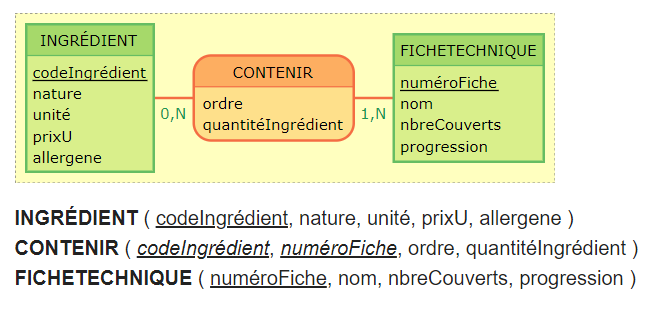 INGRÉDIENT
codeIngrédient
nature
unité
prixU
allergene
0,N
CONTENIR
ordre
quantitéIngrédient
1,N
FICHETECHNIQUE
numéroFiche
nom
nbreCouverts
progression
INGRÉDIENT ( codeIngrédient, nature, unité, prixU, allergene )
CONTENIR ( codeIngrédient, numéroFiche, ordre, quantitéIngrédient )
FICHETECHNIQUE ( numéroFiche, nom, nbreCouverts, progression )